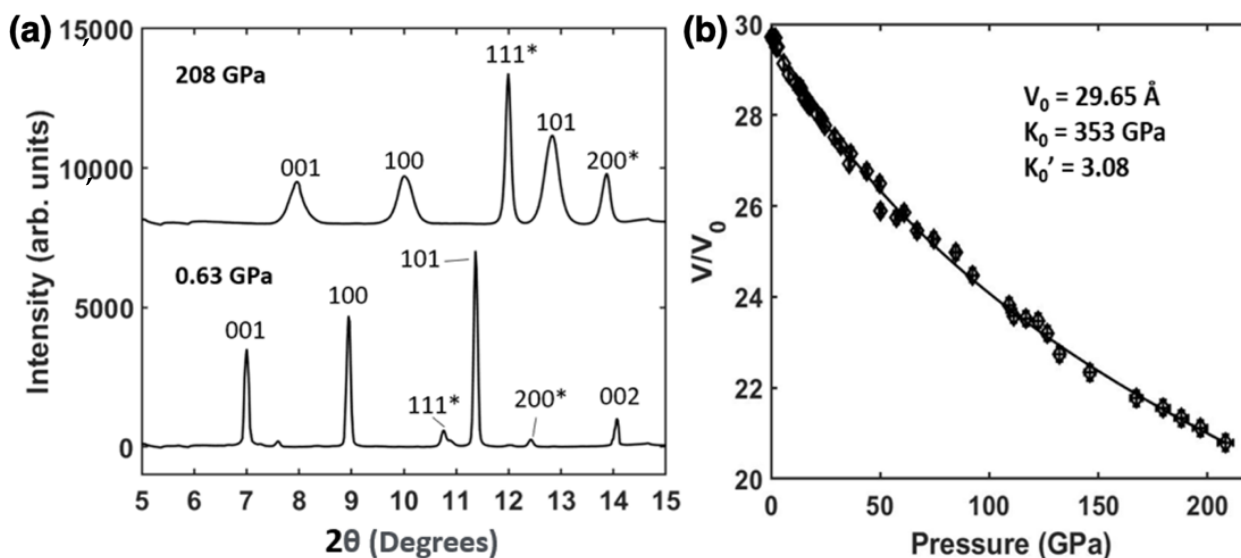 (a)
15000
10000
5000
0
Intensity (arb. units)
208 GPa
001
100
111*
101
200*
0.63 GPa
001
100
101
111*
200*
002
5 6 7 8 9 10 11 12 13 14 15
2θ (Degrees)
(b)
30
28
26
24
22
20
V/V₀
V₀ = 29.65 Å
K₀ = 353 GPa
K₀' = 3.08
0 50 100 150 200
Pressure (GPa)